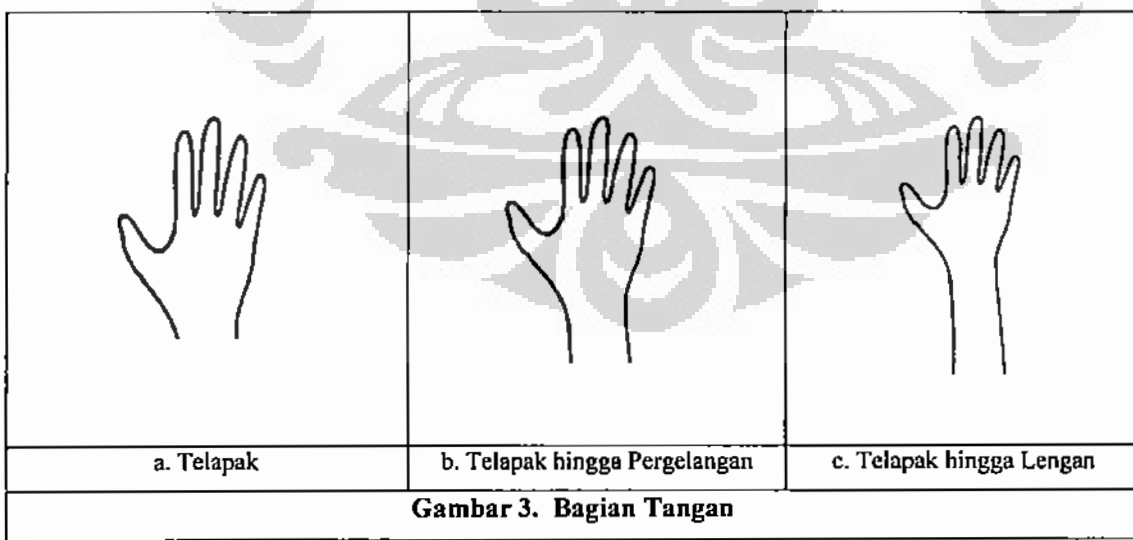 a. Telapak
b. Telapak hingga Pergelangan
c. Telapak hingga Lengan
Gambar 3. Bagian Tangan